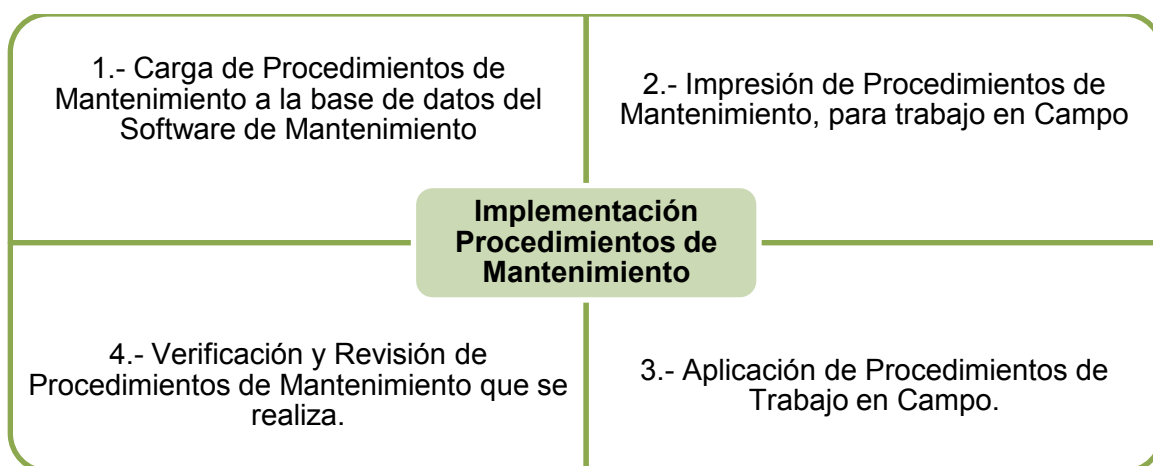 1.- Carga de Procedimientos de
Mantenimiento a la base de datos del
Software de Mantenimiento
2.- Impresión de Procedimientos de
Mantenimiento, para trabajo en Campo
Implementación
Procedimientos de
Mantenimiento
4.- Verificación y Revisión de
Procedimientos de Mantenimiento que se
realiza.
3.- Aplicación de Procedimientos de
Trabajo en Campo.